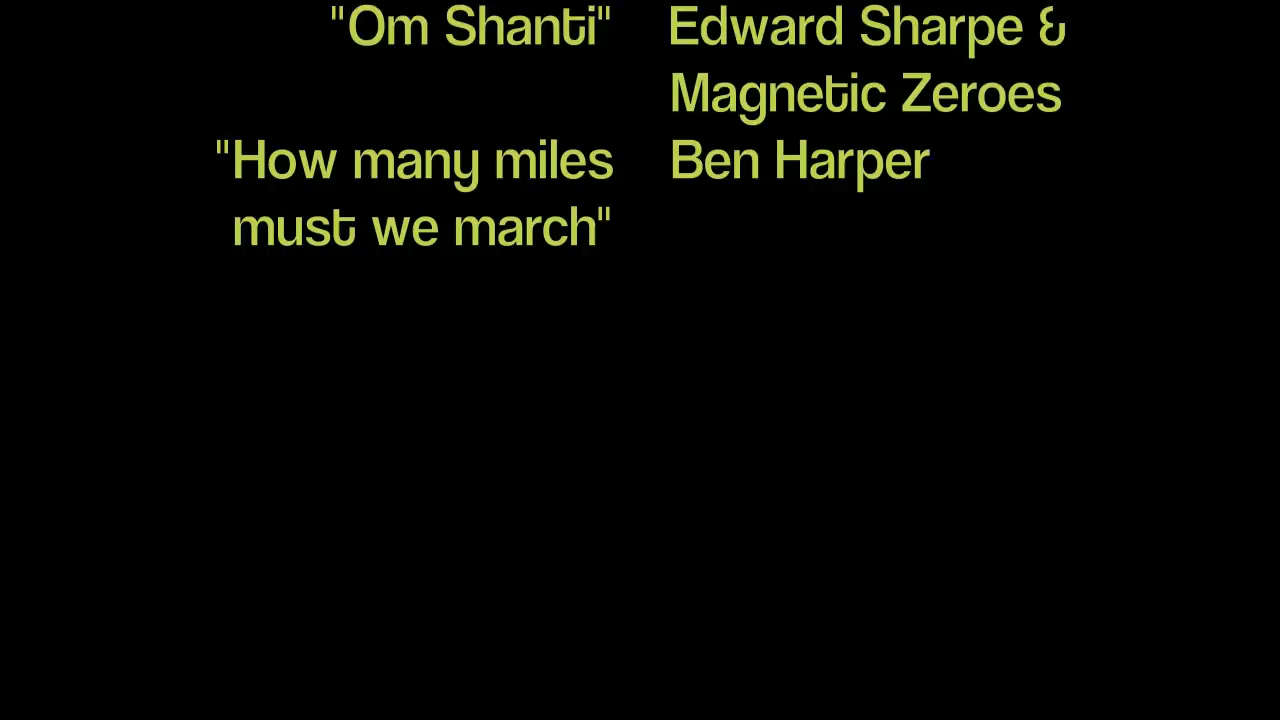 "Om Shanti" Edward Sharpe &
Magnetic Zeroes
"How many miles Ben Harper
must we march"